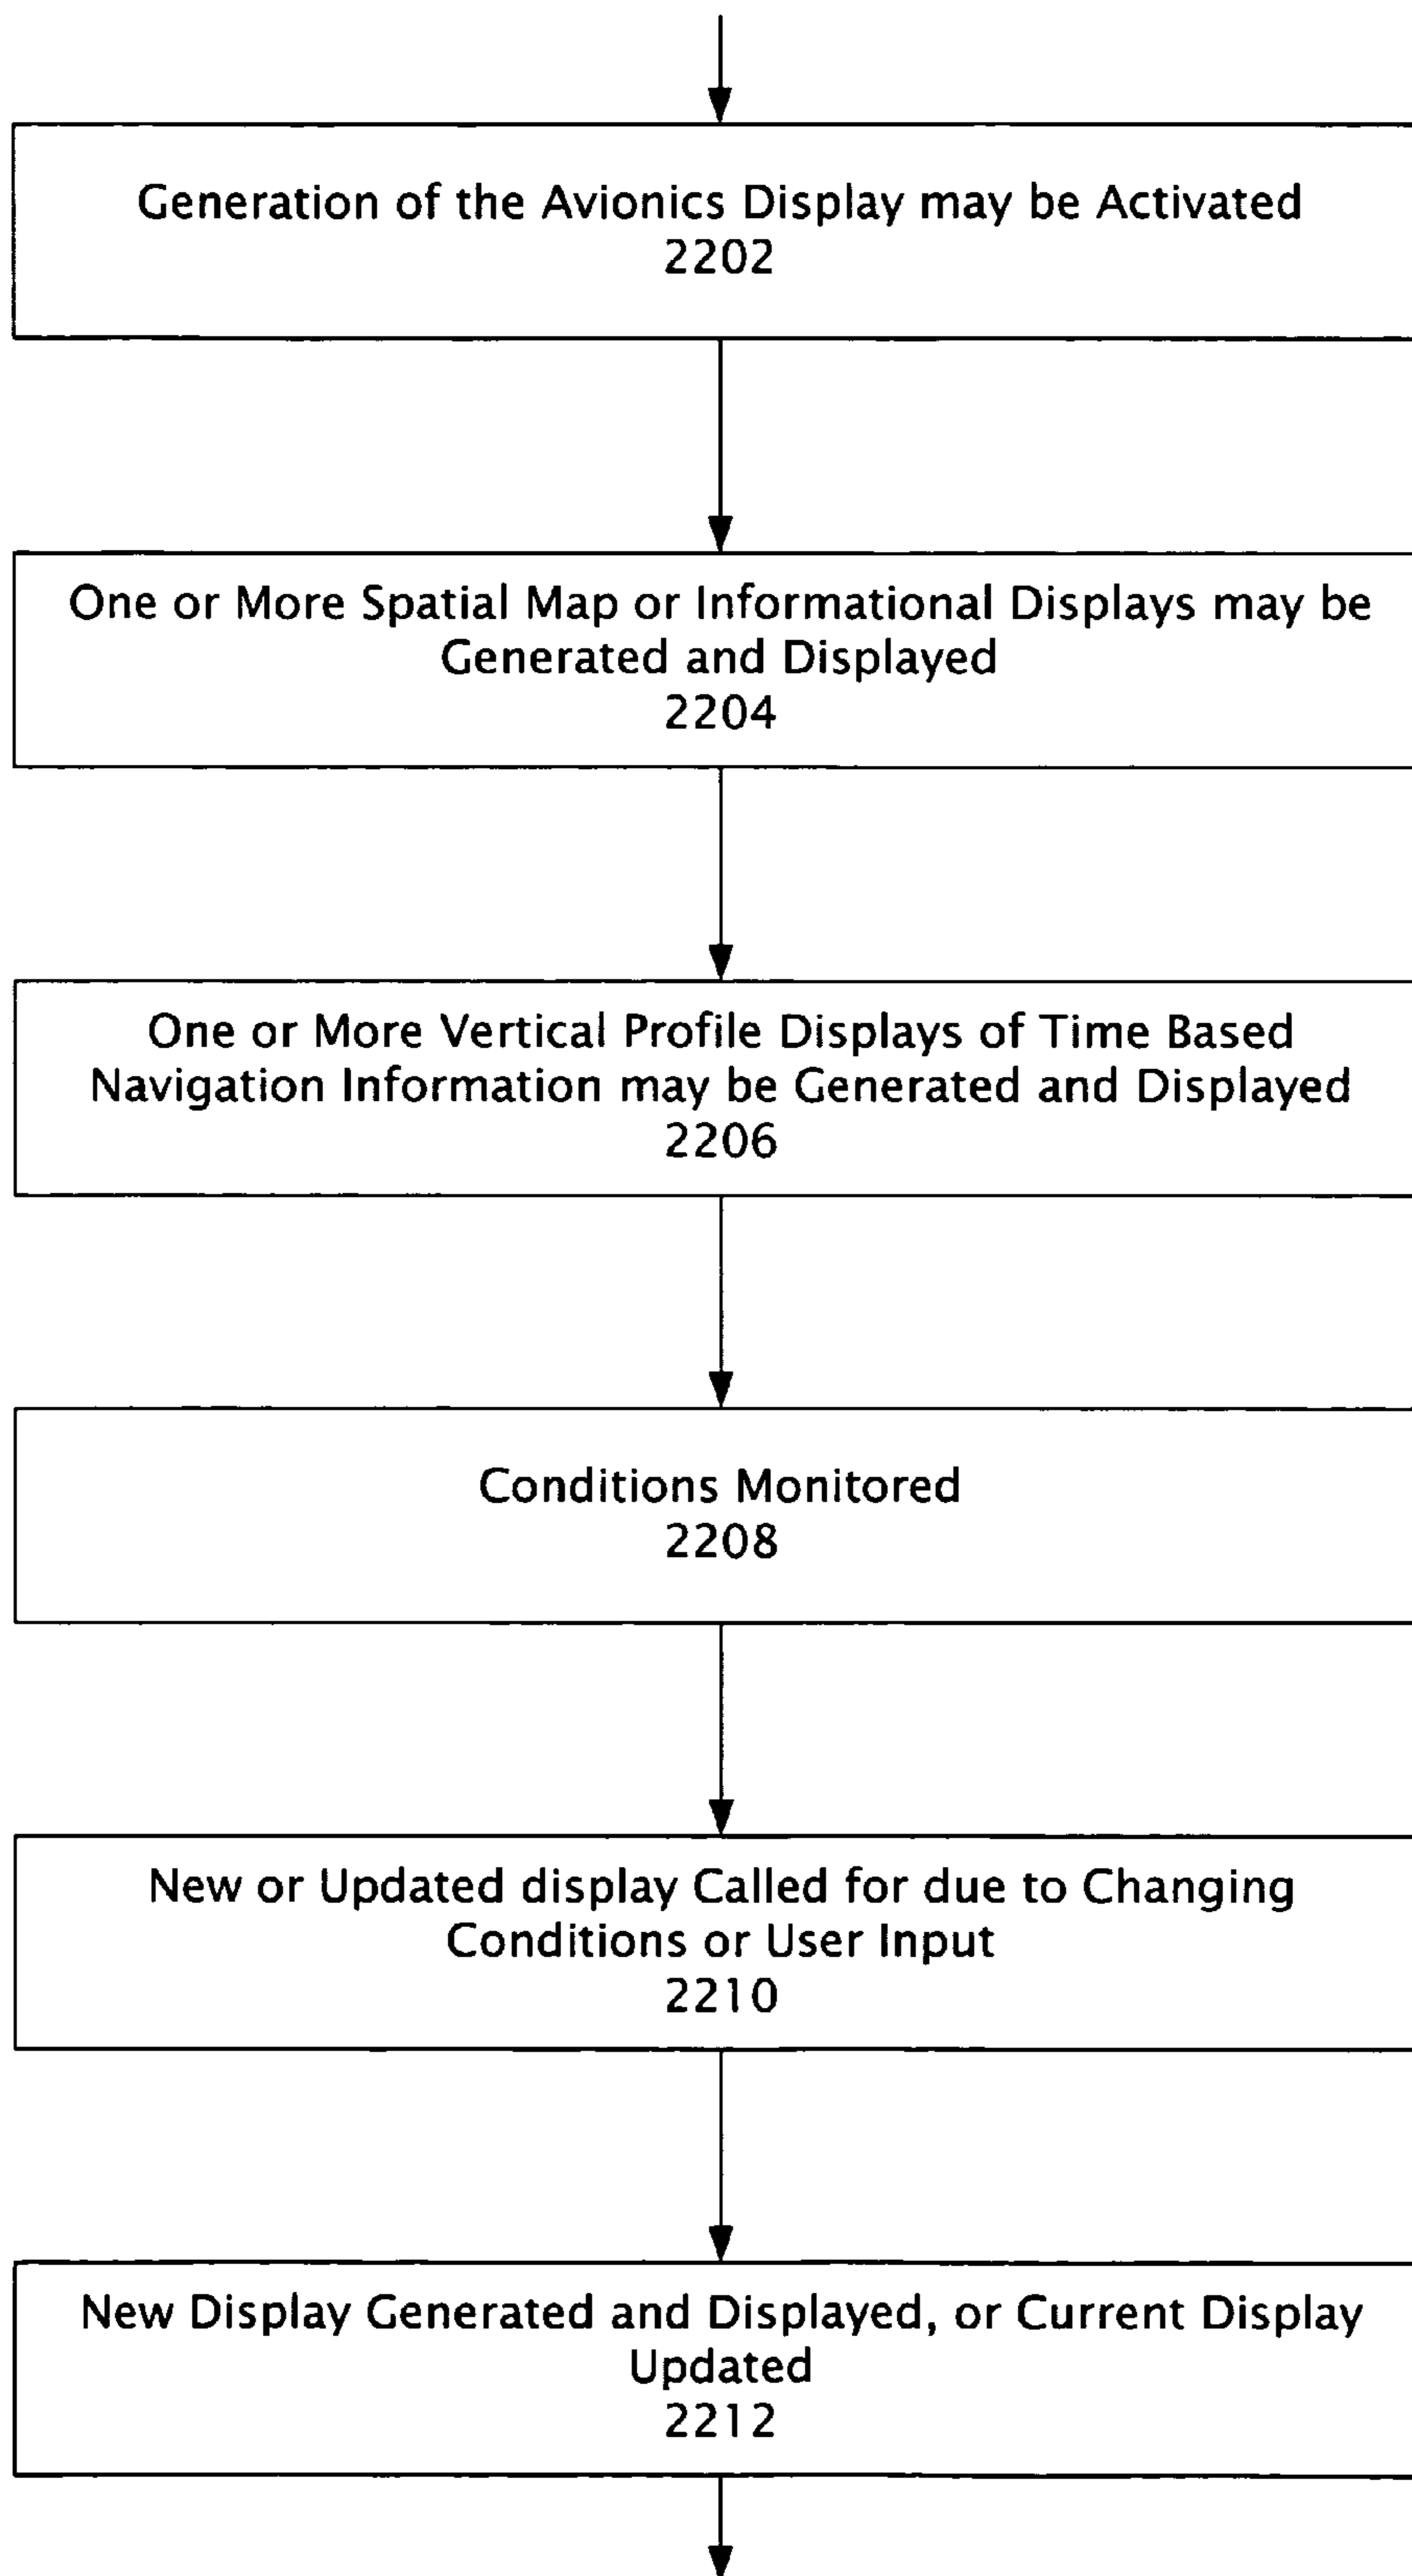 Generation of the Avionics Display may be Activated
2202
One or More Spatial Map or Informational Displays may be
Generated and Displayed
2204
One or More Vertical Profile Displays of Time Based
Navigation Information may be Generated and Displayed
2206
Conditions Monitored
2208
New or Updated display Called for due to Changing
Conditions or User Input
2210
New Display Generated and Displayed, or Current Display
Updated
2212